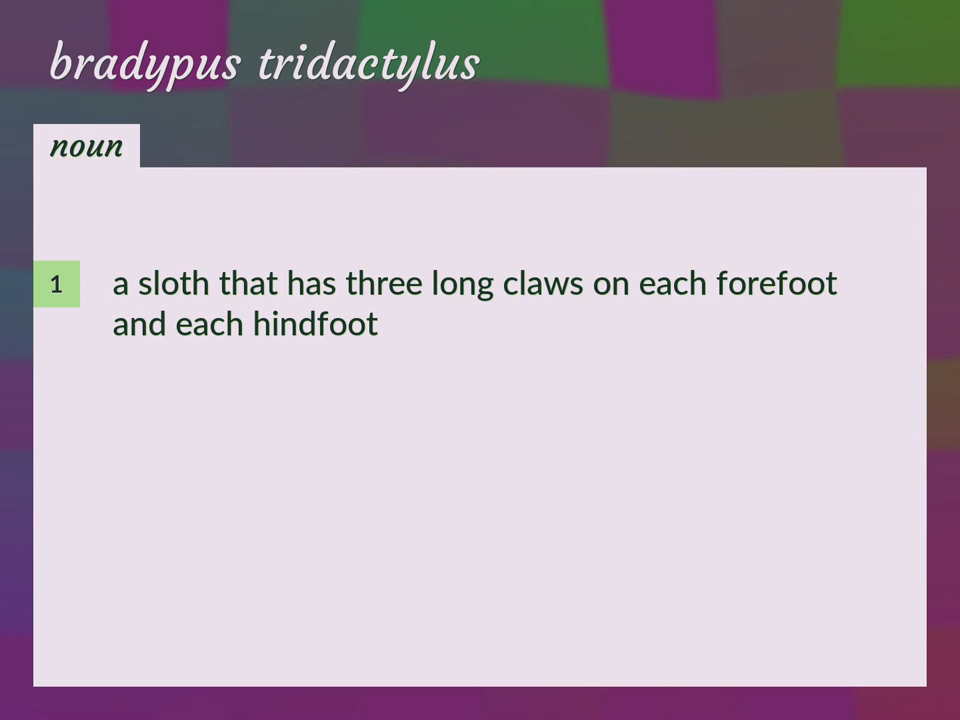 bradypus tridactylus
noun
1
a sloth that has three long claws on each forefoot
and each hindfoot